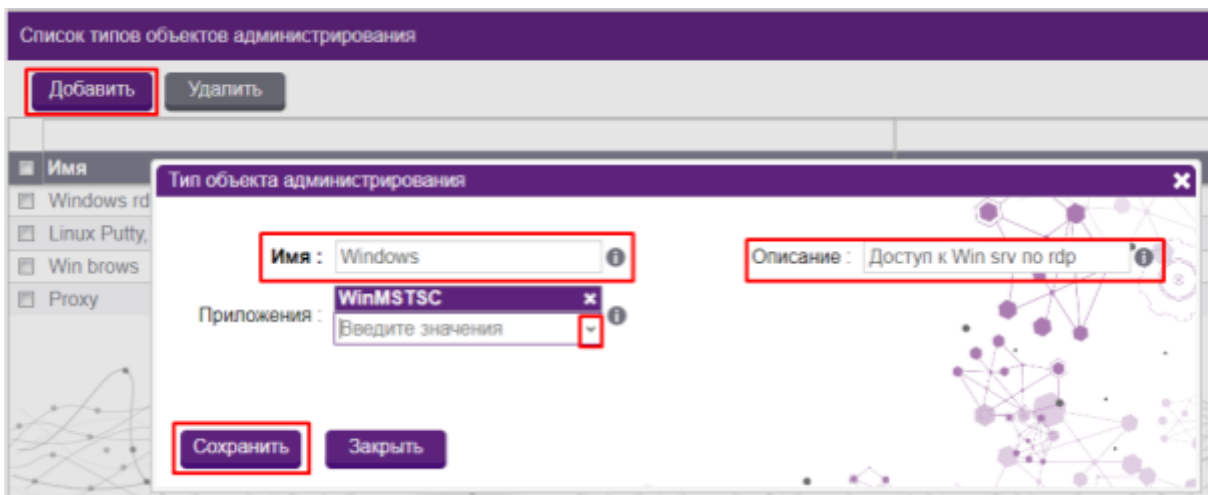 Список типов объектов администрирования
Добавить Удалить
Имя
Тип объекта администрирования
Windows rd
Linux Putty,
Win brows
Proxy
Имя : Windows
Описание : Доступ к Win srv по rdp
Приложения : WinMSTSC
Введите значения
Сохранить Закрыть